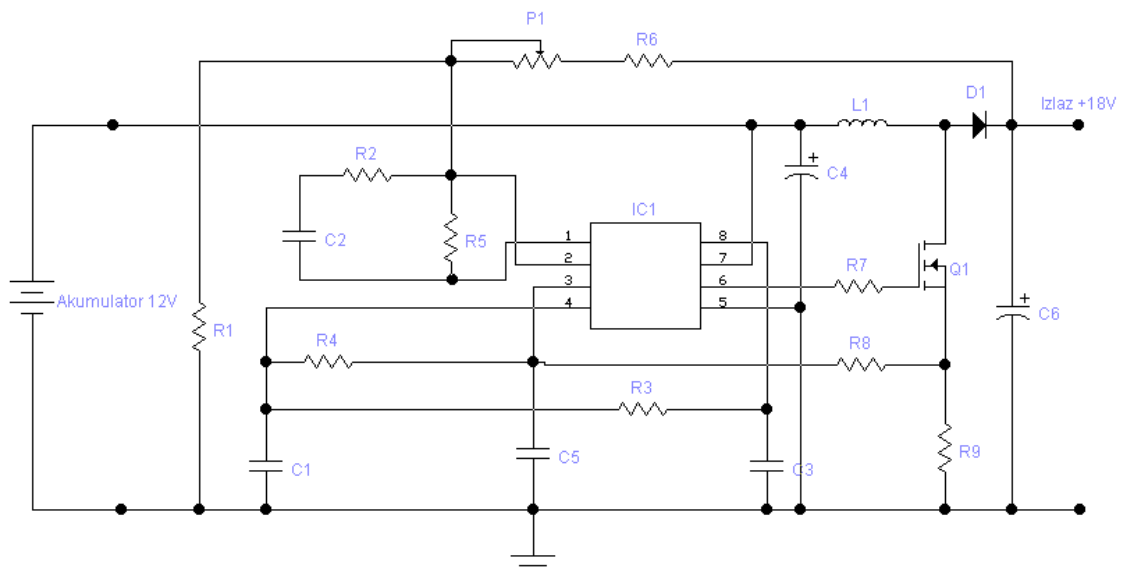 P1
R6
L1
D1
Izlaz +18V
R2
C4
IC1
C2
R5
1
2
3
4
8
7
6
5
R7
Q1
Akumulator 12V
R1
C6
R4
R8
R3
C1
C5
C3
R9